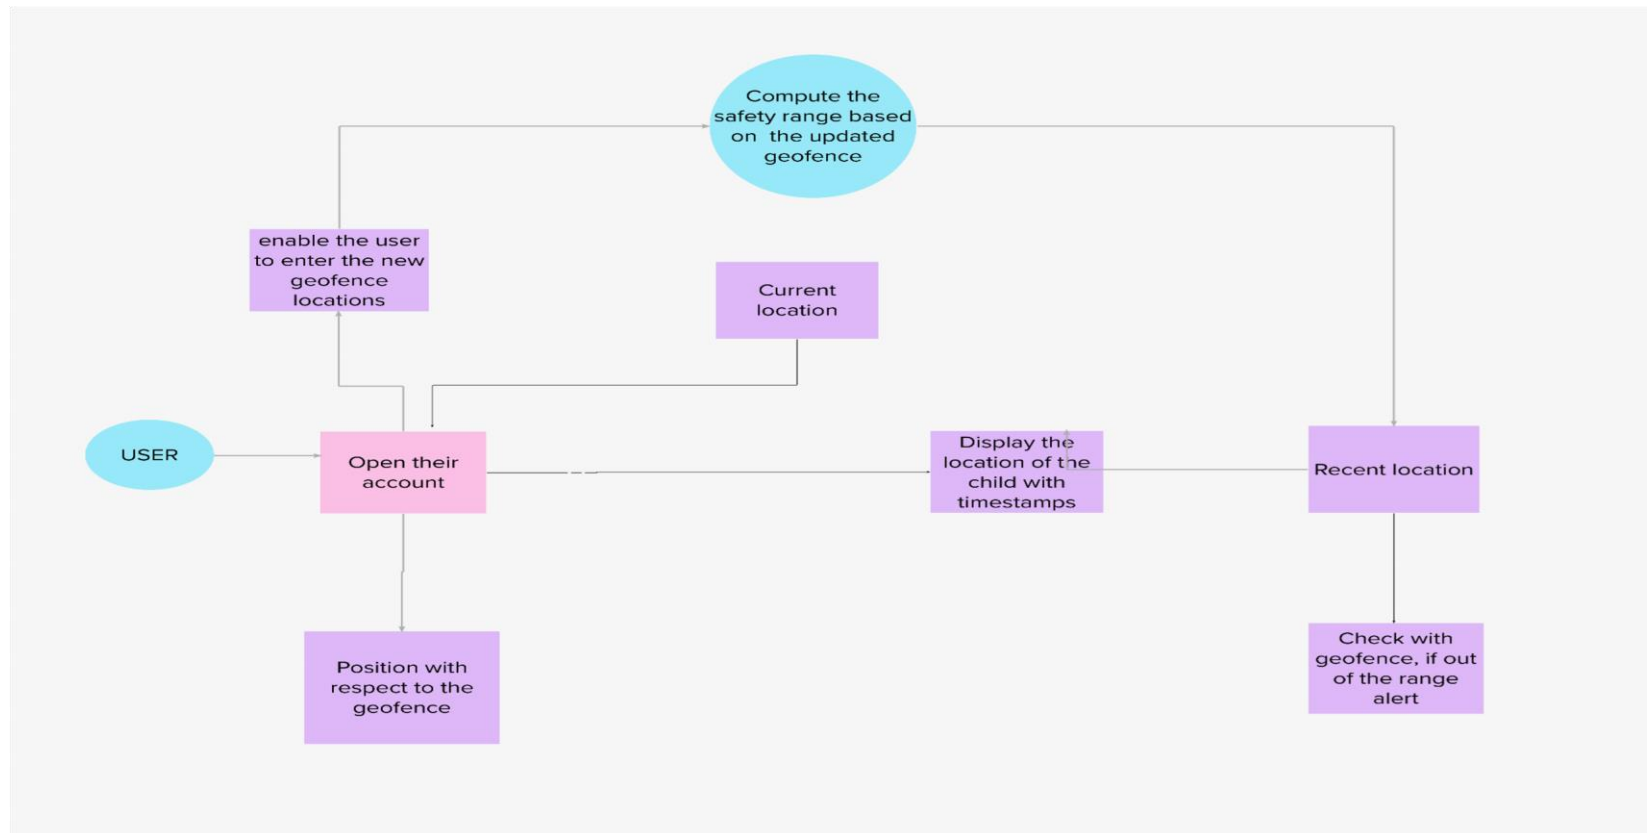 Compute the
safety range based
on the updated
geofence
enable the user
to enter the new
geofence
locations
Current
location
USER
Open their
account
Display the
location of the
child with
timestamps
Recent location
Position with
respect to the
geofence
Check with
geofence, if out
of the range
alert